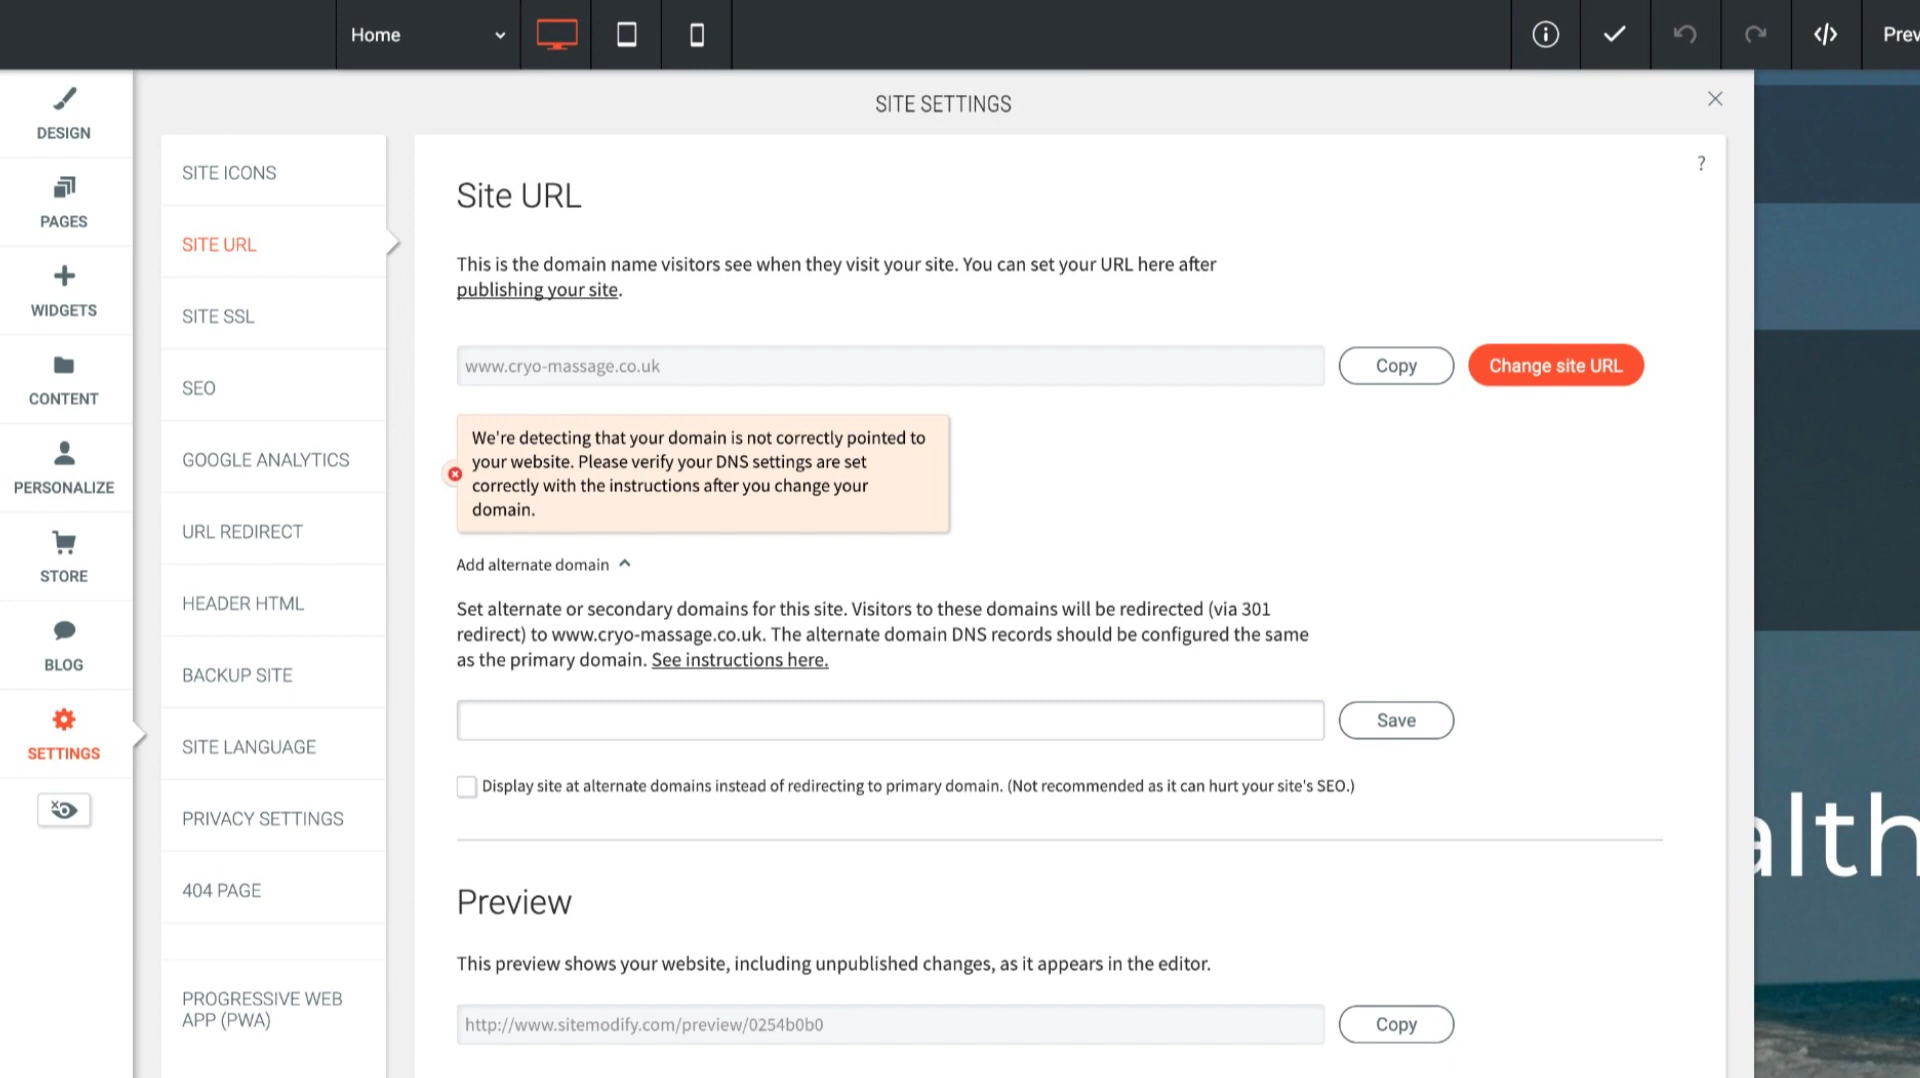 Home
Prev
DESIGN
PAGES
WIDGETS
CONTENT
PERSONALIZE
STORE
BLOG
SETTINGS
SITE SETTINGS
SITE ICONS
SITE URL
SITE SSL
SEO
GOOGLE ANALYTICS
URL REDIRECT
HEADER HTML
BACKUP SITE
SITE LANGUAGE
PRIVACY SETTINGS
404 PAGE
PROGRESSIVE WEB
APP (PWA)
?
Site URL
This is the domain name visitors see when they visit your site. You can set your URL here after
publishing your site.
www.cryo-massage.co.uk
Copy
Change site URL
We're detecting that your domain is not correctly pointed to
your website. Please verify your DNS settings are set
correctly with the instructions after you change your
domain.
Add alternate domain
Set alternate or secondary domains for this site. Visitors to these domains will be redirected (via 301
redirect) to www.cryo-massage.co.uk. The alternate domain DNS records should be configured the same
as the primary domain. See instructions here.
Save
Display site at alternate domains instead of redirecting to primary domain. (Not recommended as it can hurt your site's SEO.)
Preview
This preview shows your website, including unpublished changes, as it appears in the editor.
http://www.sitemodify.com/preview/0254b0b0
Copy
alth